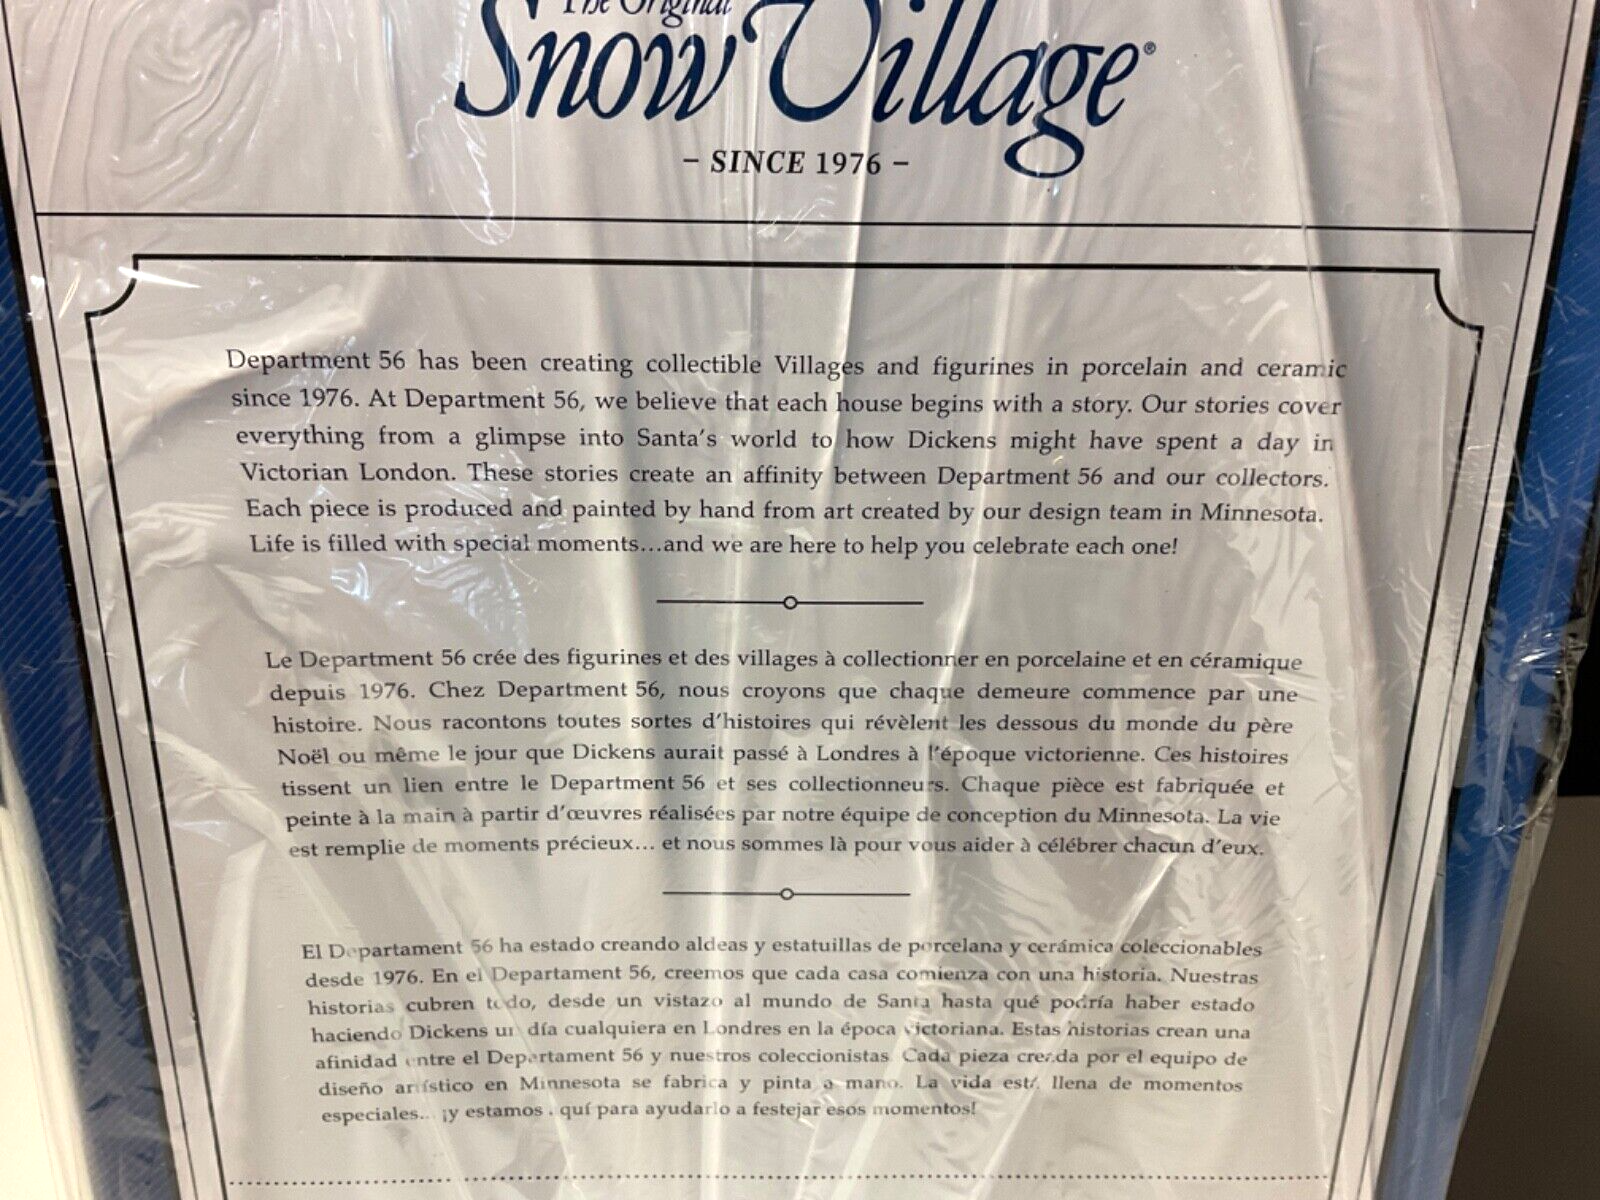 The Original
Snow Village®
– SINCE 1976 –
Department 56 has been creating collectible Villages and figurines in porcelain and ceramic
since 1976. At Department 56, we believe that each house begins with a story. Our stories cover
everything from a glimpse into Santa's world to how Dickens might have spent a day in
Victorian London. These stories create an affinity between Department 56 and our collectors.
Each piece is produced and painted by hand from art created by our design team in Minnesota.
Life is filled with special moments...and we are here to help you celebrate each one!
Le Department 56 crée des figurines et des villages à collectionner en porcelaine et en céramique
depuis 1976. Chez Department 56, nous croyons que chaque demeure commence par une
histoire. Nous racontons toutes sortes d'histoires qui révèlent les dessous du monde du père
Noël ou même le jour que Dickens aurait passé à Londres à l'époque victorienne. Ces histoires
tissent un lien entre le Department 56 et ses collectionneurs. Chaque pièce est fabriquée et
peinte à la main à partir d'œuvres réalisées par notre équipe de conception du Minnesota. La vie
est remplie de moments précieux... et nous sommes là pour vous aider à célébrer chacun d'eux.
El Departament 56 ha estado creando aldeas y estatuillas de porcelana y cerámica coleccionables
desde 1976. En el Departament 56, creemos que cada casa comienza con una historia. Nuestras
historias cubren todo, desde un vistazo al mundo de Santa hasta qué podría haber estado
haciendo Dickens un día cualquiera en Londres en la época victoriana. Estas historias crean una
afinidad entre el Departament 56 y nuestros coleccionistas. Cada pieza creada por el equipo de
diseño artístico en Minnesota se fabrica y pinta a mano. La vida está llena de momentos
especiales... ¡y estamos aquí para ayudarlo a festejar esos momentos!